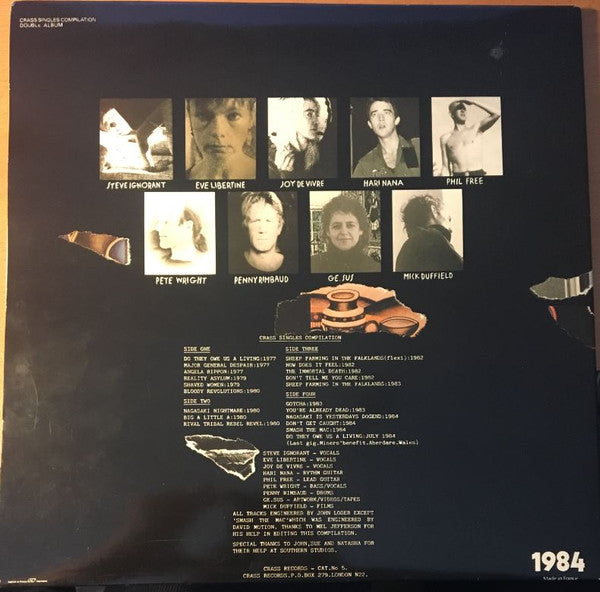 CRASS SINGLES COMPILATION
DOUBLE ALBUM
STEVE IGNORANT
EVE LIBERTINE
JOY DE VIVRE
HARI NANA
PHIL FREE
PETE WRIGHT
PENNY RIMBAUD
GE.SUS
MICK DUFFIELD
CRASS SINGLES COMPILATION
SIDE ONE
DO THEY OWE US A LIVING:1977
MAJOR GENERAL DESPAIR:1977
ANGELA RIPPON:1977
REALITY ASYLUM:1979
SHAVED WOMEN:1979
BLOODY REVOLUTIONS:1980
SIDE TWO
NAGASAKI NIGHTMARE:1980
BIG A LITTLE A:1980
RIVAL TRIBAL REBEL REVEL:1980
SIDE THREE
SHEEP FARMING IN THE FALKLANDS(flexi):1982
HOW DOES IT FEEL:1982
THE IMMORTAL DEATH:1982
DON'T TELL ME YOU CARE:1982
SHEEP FARMING IN THE FALKLANDS:1983
SIDE FOUR
GOTCHA:1983
YOU'RE ALREADY DEAD:1983
NAGASAKI IS YESTERDAYS DOGEND:1984
DON'T GET CAUGHT:1984
SMASH THE MAC:1984
DO THEY OWE US A LIVING:JULY 1984
(Last gig.Miners'benefit.Aberdare.Wales)
STEVE IGNORANT - VOCALS
EVE LIBERTINE - VOCALS
JOY DE VIVRE - VOCALS
HARI NANA - RYTHM GUITAR
PHIL FREE - LEAD GUITAR
PETE WRIGHT - BASS/VOCALS
PENNY RIMBAUD - DRUMS
GE.SUS - ARTWORK/VIDEOS/TAPES
MICK DUFFIELD - FILMS
ALL TRACKS ENGINEERED BY JOHN LODER EXCEPT
'SMASH THE MAC'WHICH WAS ENGINEERED BY
DAVID MOTION. THANKS TO MEL JEFFERSON FOR
HIS HELP IN EDITING THIS COMPILATION.
SPECIAL THANKS TO JOHN,SUE AND NATASHA FOR
THEIR HELP AT SOUTHERN STUDIOS.
CRASS RECORDS - CAT.No 5.
CRASS RECORDS,P.O.BOX 279.LONDON N22.
1984
Made in France